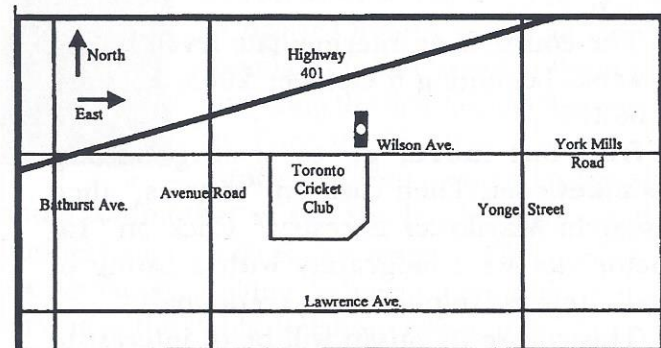 North
Highway
401
East
Wilson Ave.
York Mills
Road
Toronto
Cricket
Club
Bathurst Ave.
Avenue Road
Yonge Street
Lawrence Ave.